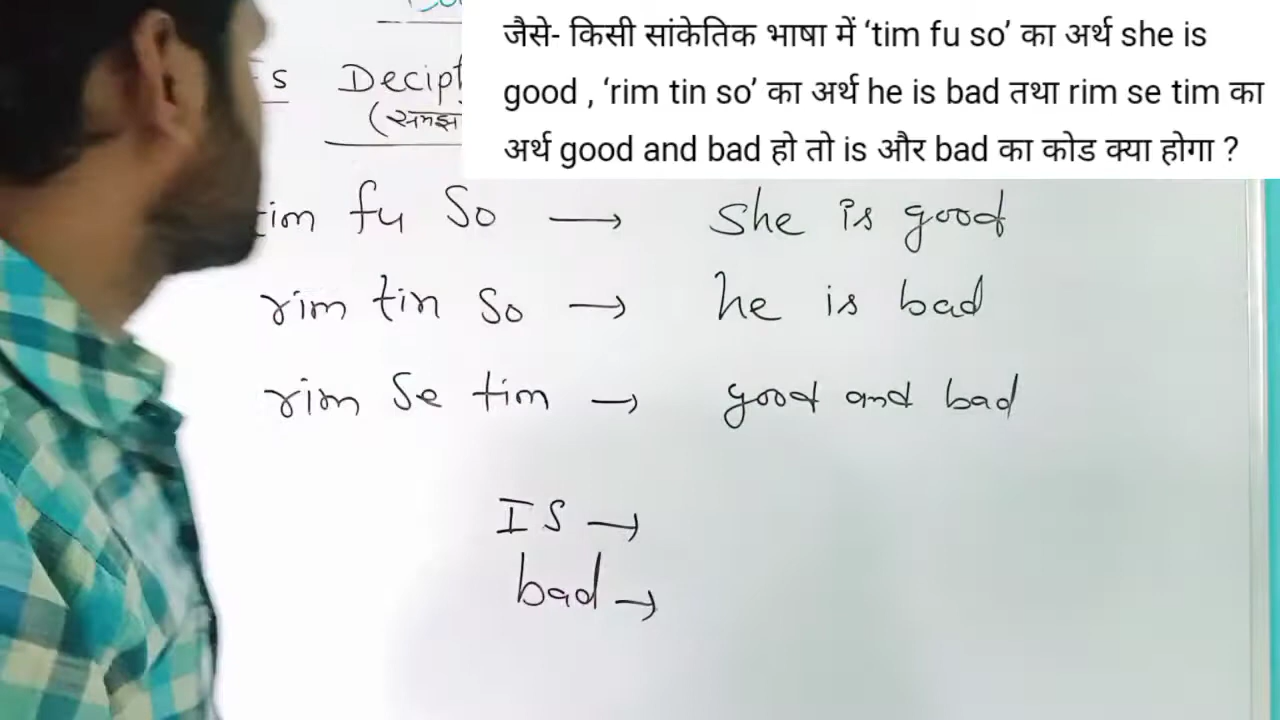 जैसे- किसी सांकेतिक भाषा में ‘tim fu so’ का अर्थ she is
good , ‘rim tin so’ का अर्थ he is bad तथा rim se tim का
अर्थ good and bad हो तो is और bad का कोड क्या होगा ?
tim fu So → She is good
rim tin So → he is bad
rim Se tim → good and bad
IS →
bad →